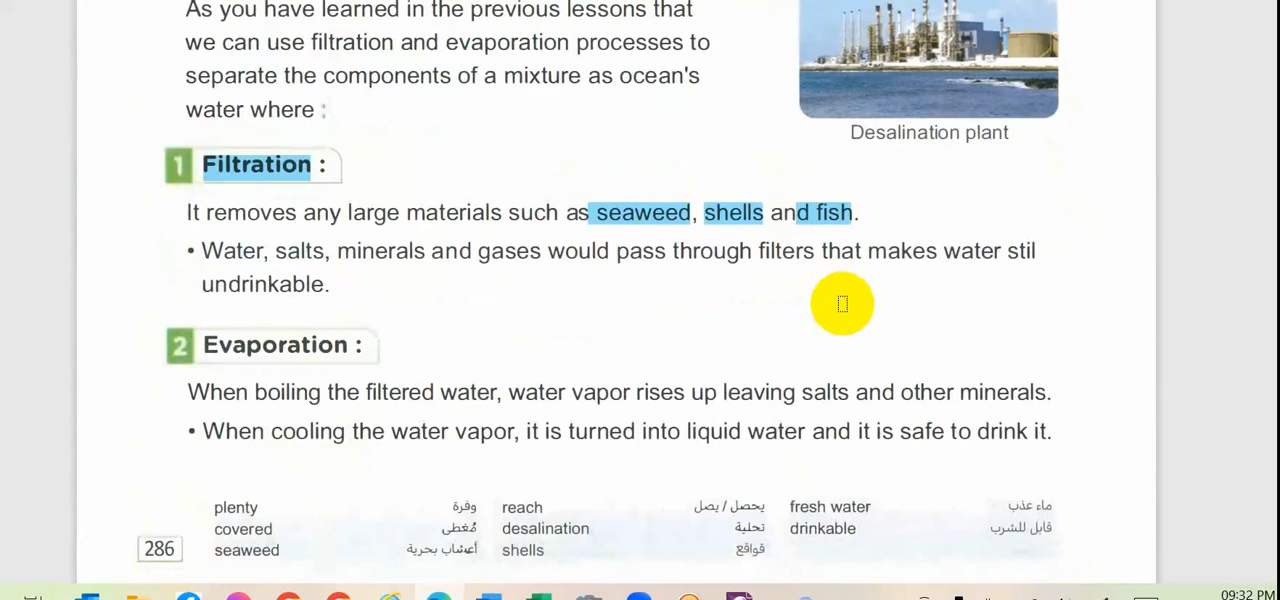 As you have learned in the previous lessons that
we can use filtration and evaporation processes to
separate the components of a mixture as ocean's
water where :
Desalination plant
1 Filtration :
It removes any large materials such as seaweed, shells and fish.
• Water, salts, minerals and gases would pass through filters that makes water stil
undrinkable.
2 Evaporation :
When boiling the filtered water, water vapor rises up leaving salts and other minerals.
• When cooling the water vapor, it is turned into liquid water and it is safe to drink it.
plenty وفرة reach يحصل / يصل fresh water ماء عذب
covered مُغطى desalination تحلية drinkable قابل للشرب
seaweed أعشاب بحرية shells قواقع
286
09:32 PM